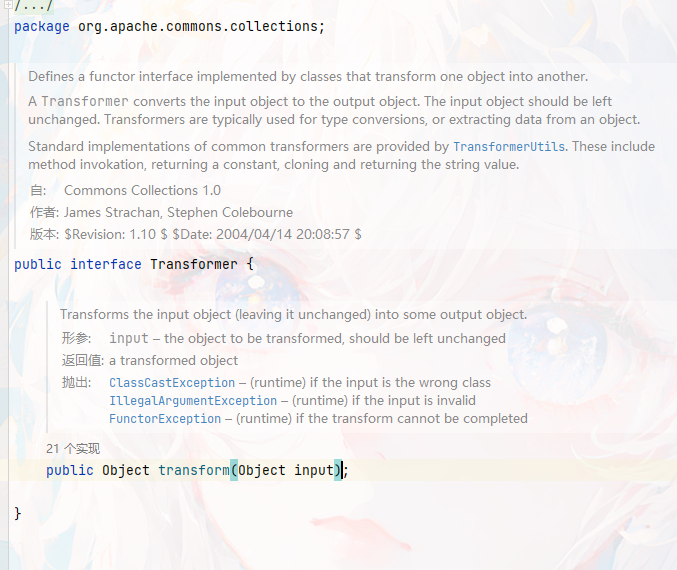 /.../
package org.apache.commons.collections;
Defines a functor interface implemented by classes that transform one object into another.
A Transformer converts the input object to the output object. The input object should be left
unchanged. Transformers are typically used for type conversions, or extracting data from an object.
Standard implementations of common transformers are provided by TransformerUtils. These include
method invokation, returning a constant, cloning and returning the string value.
自: Commons Collections 1.0
作者: James Strachan, Stephen Colebourne
版本: $Revision: 1.10 $ $Date: 2004/04/14 20:08:57 $
public interface Transformer {
Transforms the input object (leaving it unchanged) into some output object.
形参: input – the object to be transformed, should be left unchanged
返回值: a transformed object
抛出: ClassCastException – (runtime) if the input is the wrong class
IllegalArgumentException – (runtime) if the input is invalid
FunctorException – (runtime) if the transform cannot be completed
21 个实现
public Object transform(Object input);
}